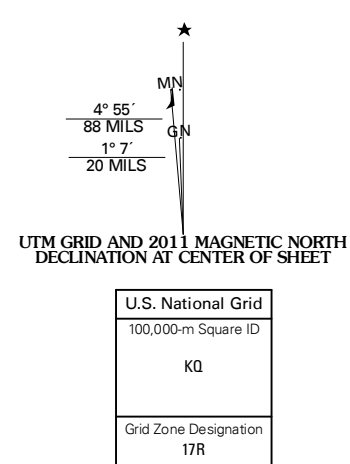 MN
4° 55´
88 MILS
GN
1° 7´
20 MILS
UTM GRID AND 2011 MAGNETIC NORTH
DECLINATION AT CENTER OF SHEET
U.S. National Grid
100,000-m Square ID
KQ
Grid Zone Designation
17R